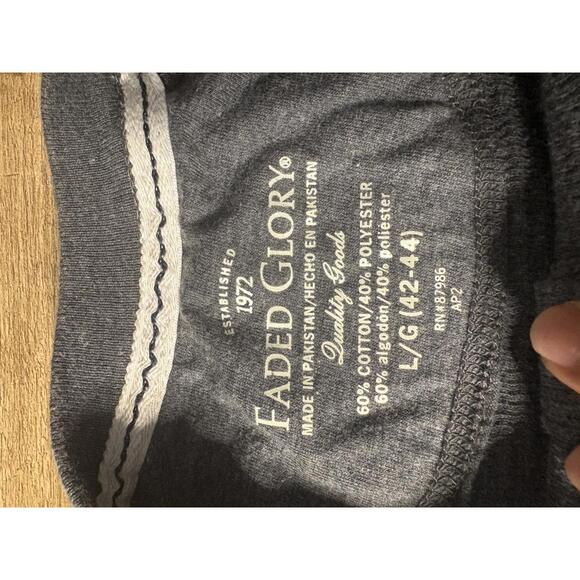 ESTABLISHED
1972
FADED GLORY®
MADE IN PAKISTAN/HECHO EN PAKISTAN
Quality Goods
60% COTTON/40% POLYESTER
60% algodon/40% poliéster
L/G (42-44)
RN#87986
AP2